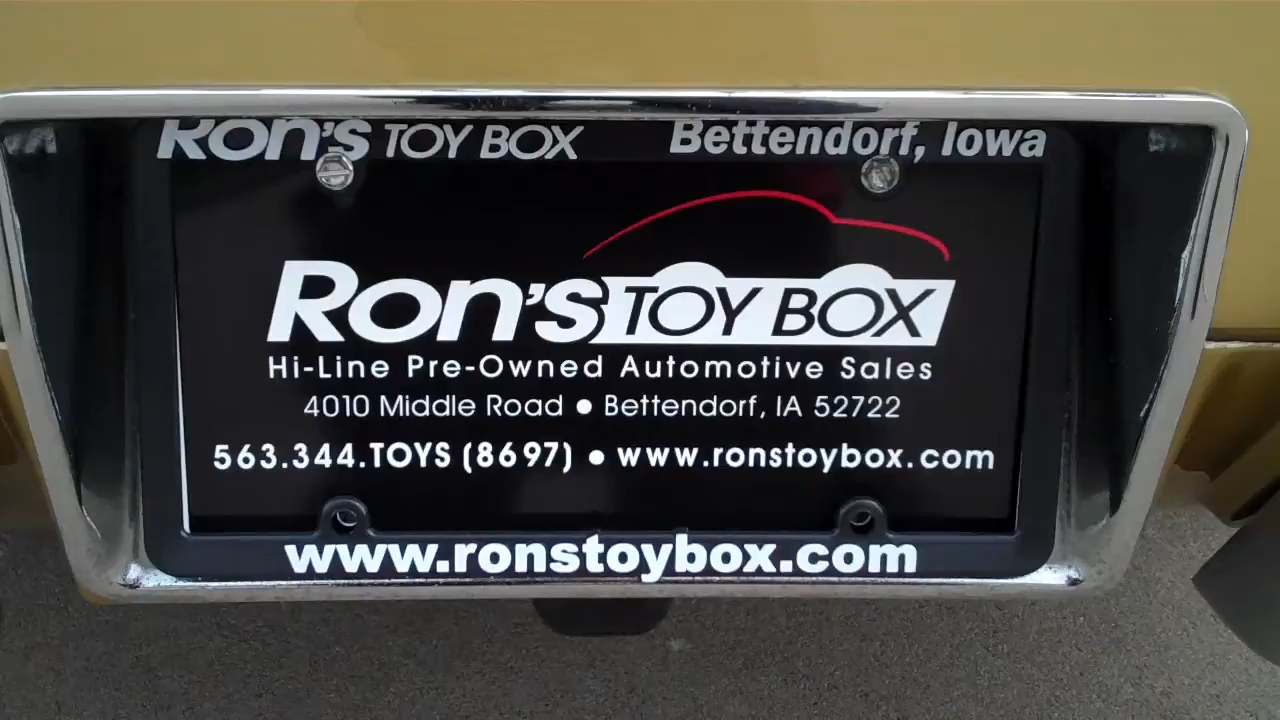 Ron's TOY BOX Bettendorf, Iowa
Ron's TOY BOX
Hi-Line Pre-Owned Automotive Sales
4010 Middle Road ● Bettendorf, IA 52722
563.344.TOYS (8697) ● www.ronstoybox.com
www.ronstoybox.com